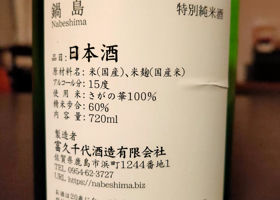 鍋島
Nabeshima
特別純米酒
品目:日本酒
原材料名:米(国産)、米麹(国産米)
アルコール分:15度
使用米:さがの華100%
精米歩合:60%
内容量:720ml
製造者
富久千代酒造有限会社
佐賀県鹿島市浜町1244番地1
TEL 0954-62-3727
URL https://nabeshima.biz